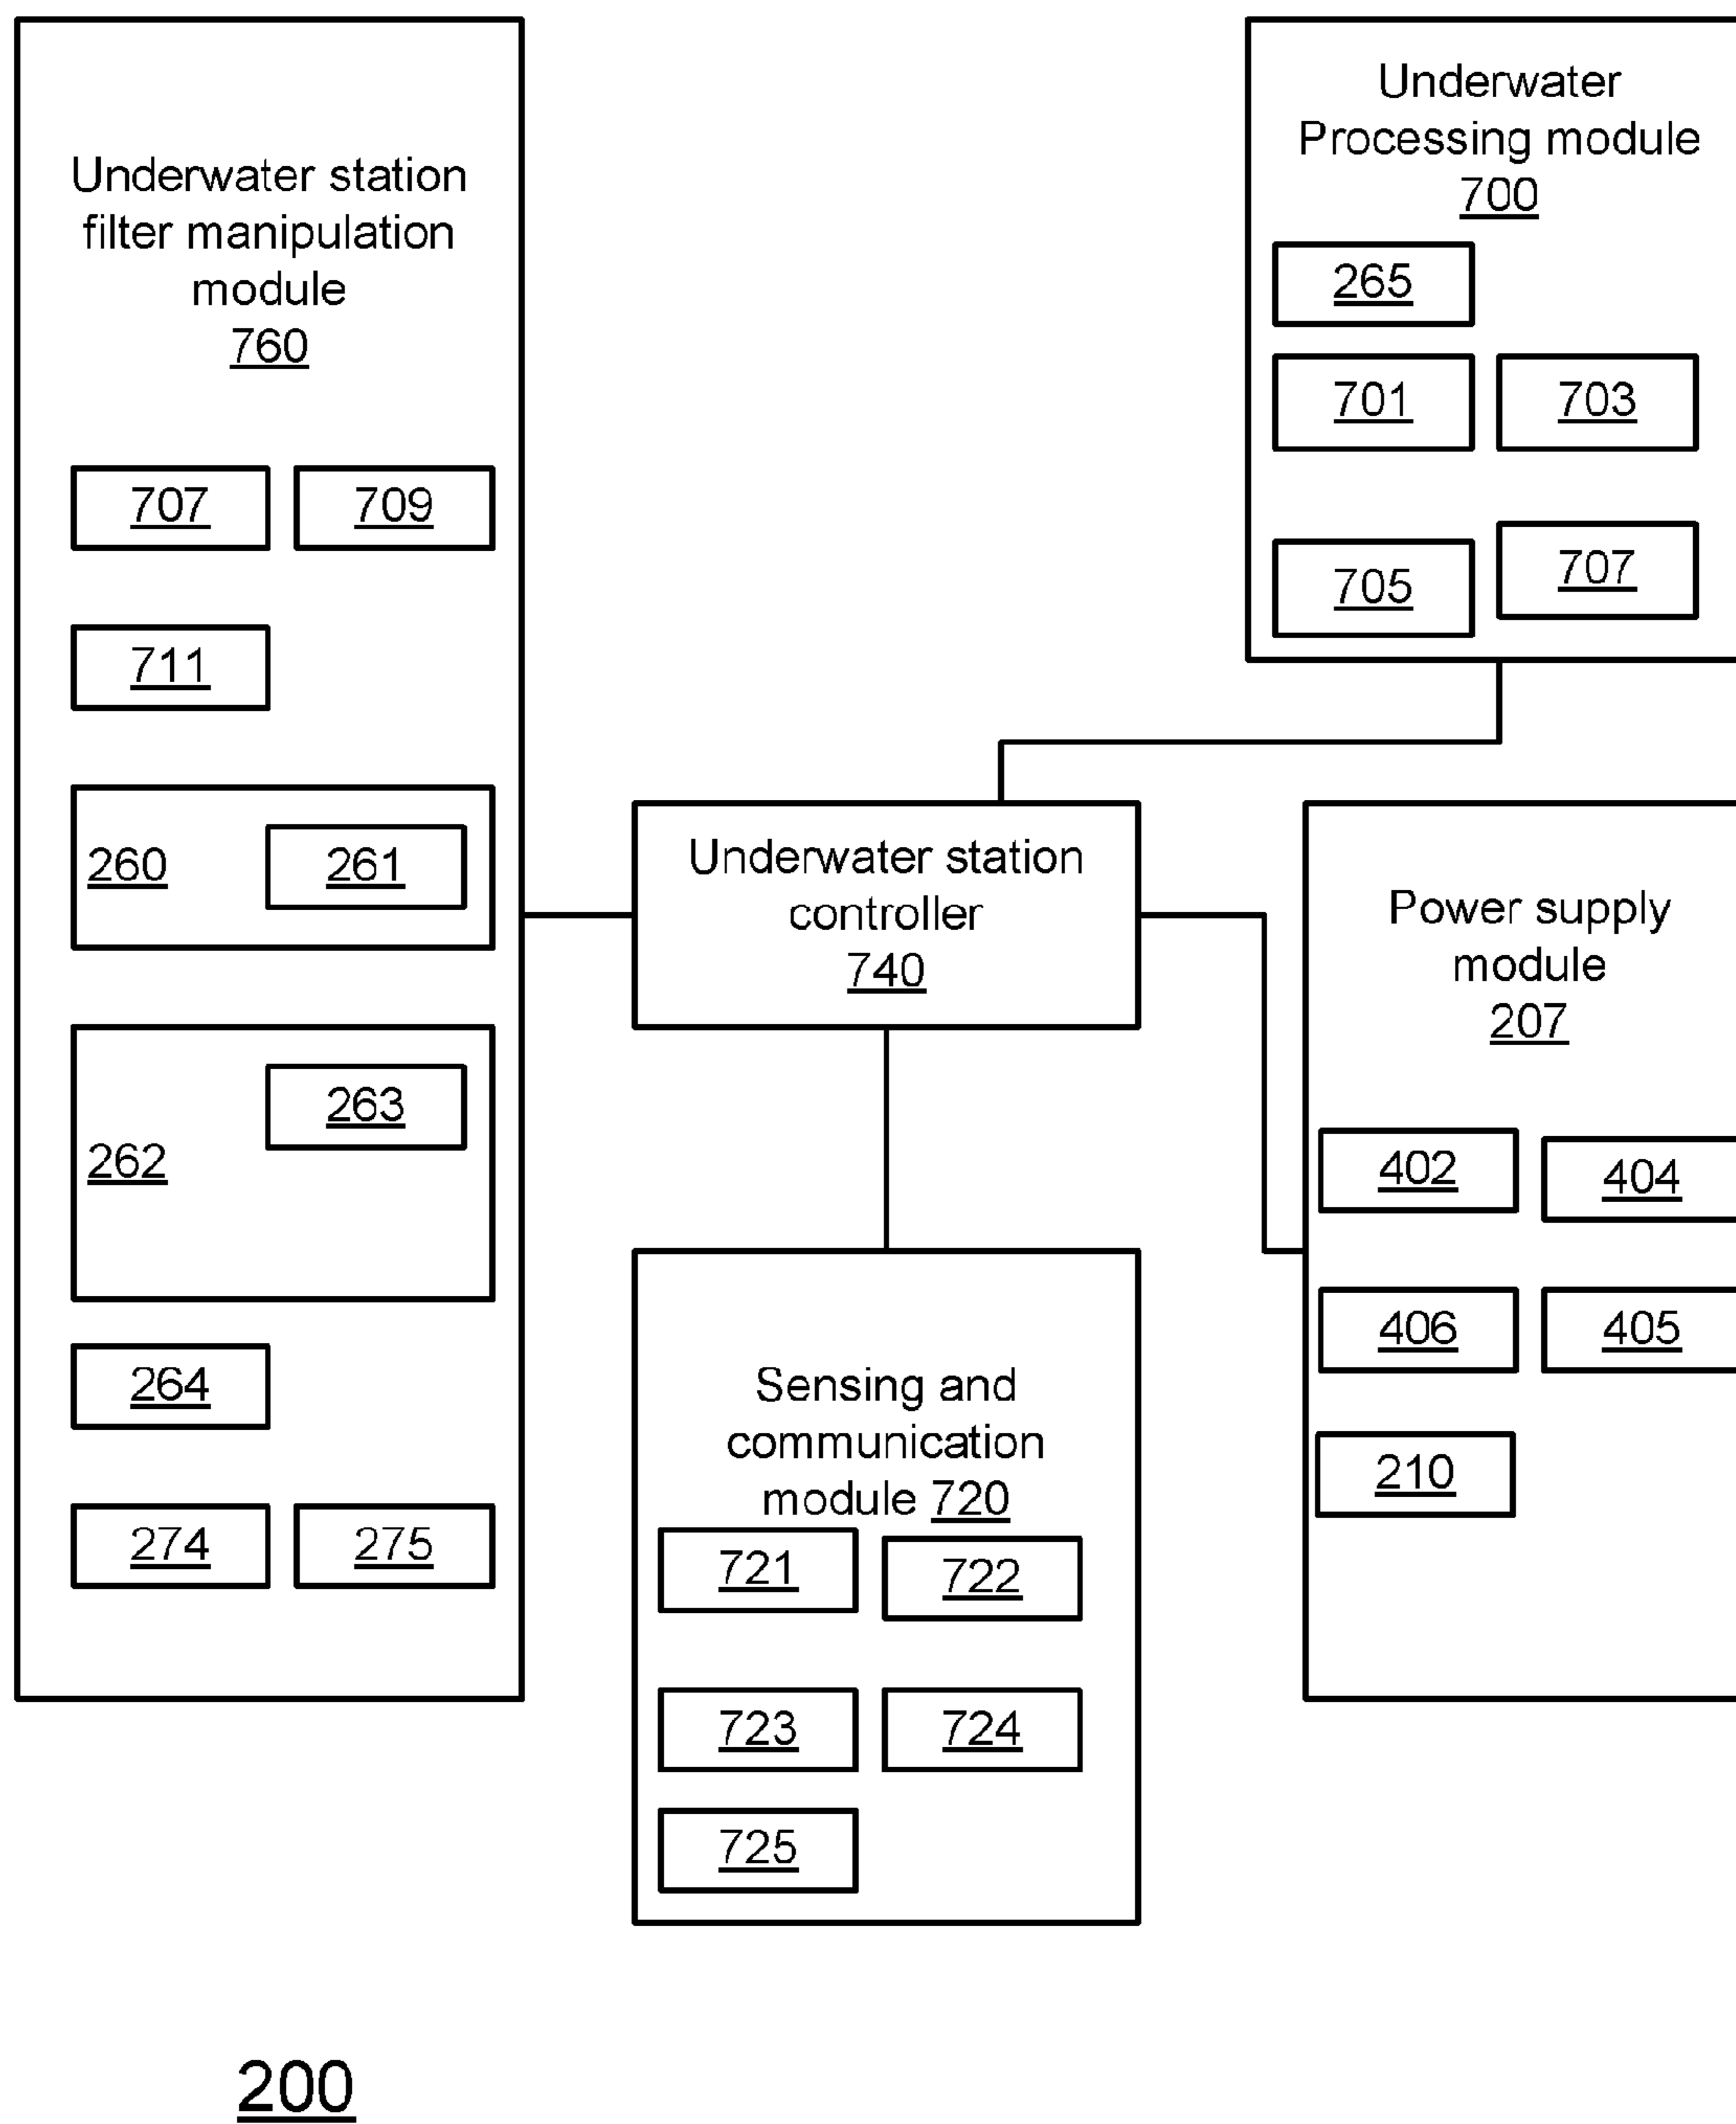 Underwater station
filter manipulation
module
760
707 709
711
260 261
263
262
264
274 275
Underwater
Processing module
700
265
701 703
705 707
Underwater station
controller
740
Power supply
module
207
402 404
406 405
210
Sensing and
communication
module 720
721 722
723 724
725
200